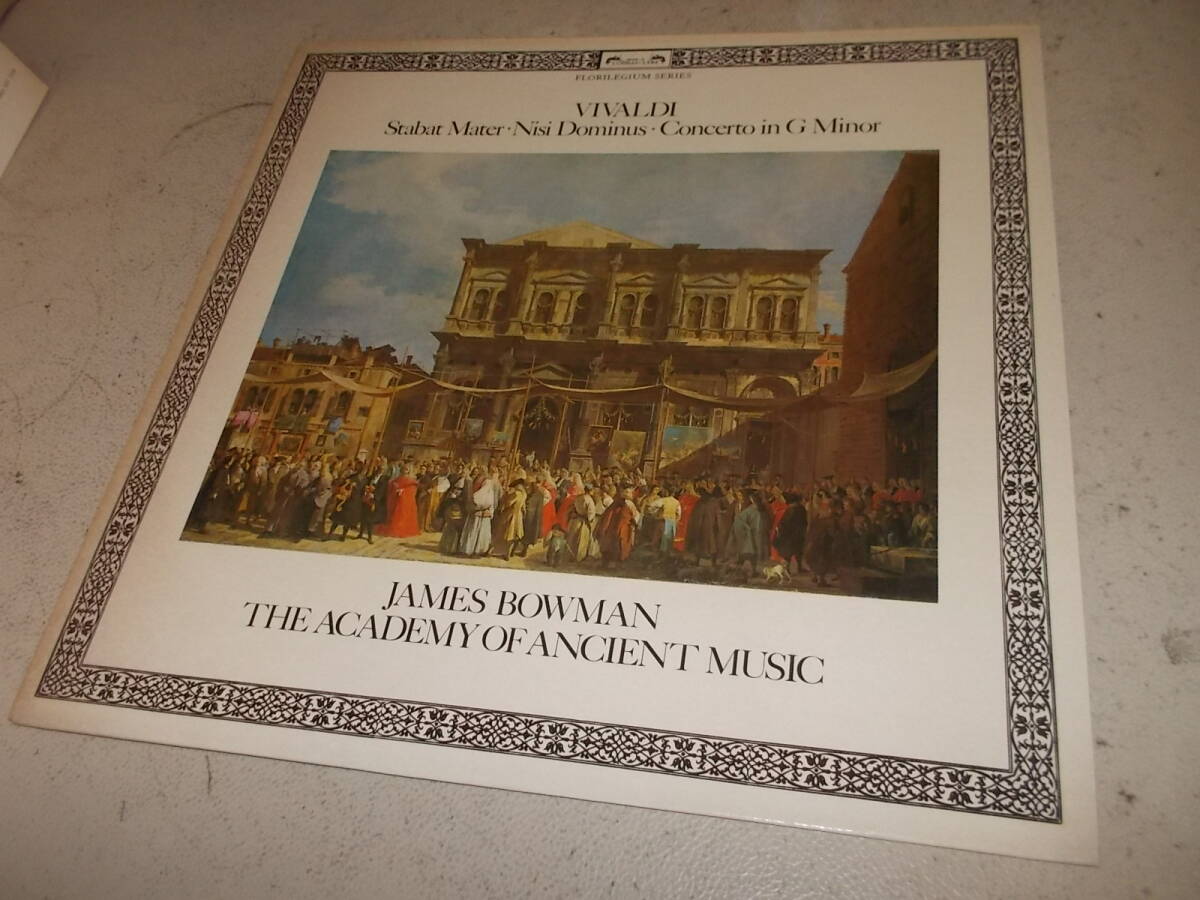 FLORILEGIUM SERIES
VIVALDI
Stabat Mater · Nisi Dominus · Concerto in G Minor
JAMES BOWMAN
THE ACADEMY OF ANCIENT MUSIC